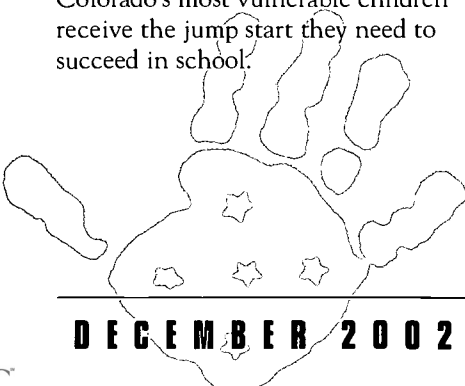 Colorado's most vulnerable children
receive the jump start they need to
succeed in school.
DECEMBER 2002